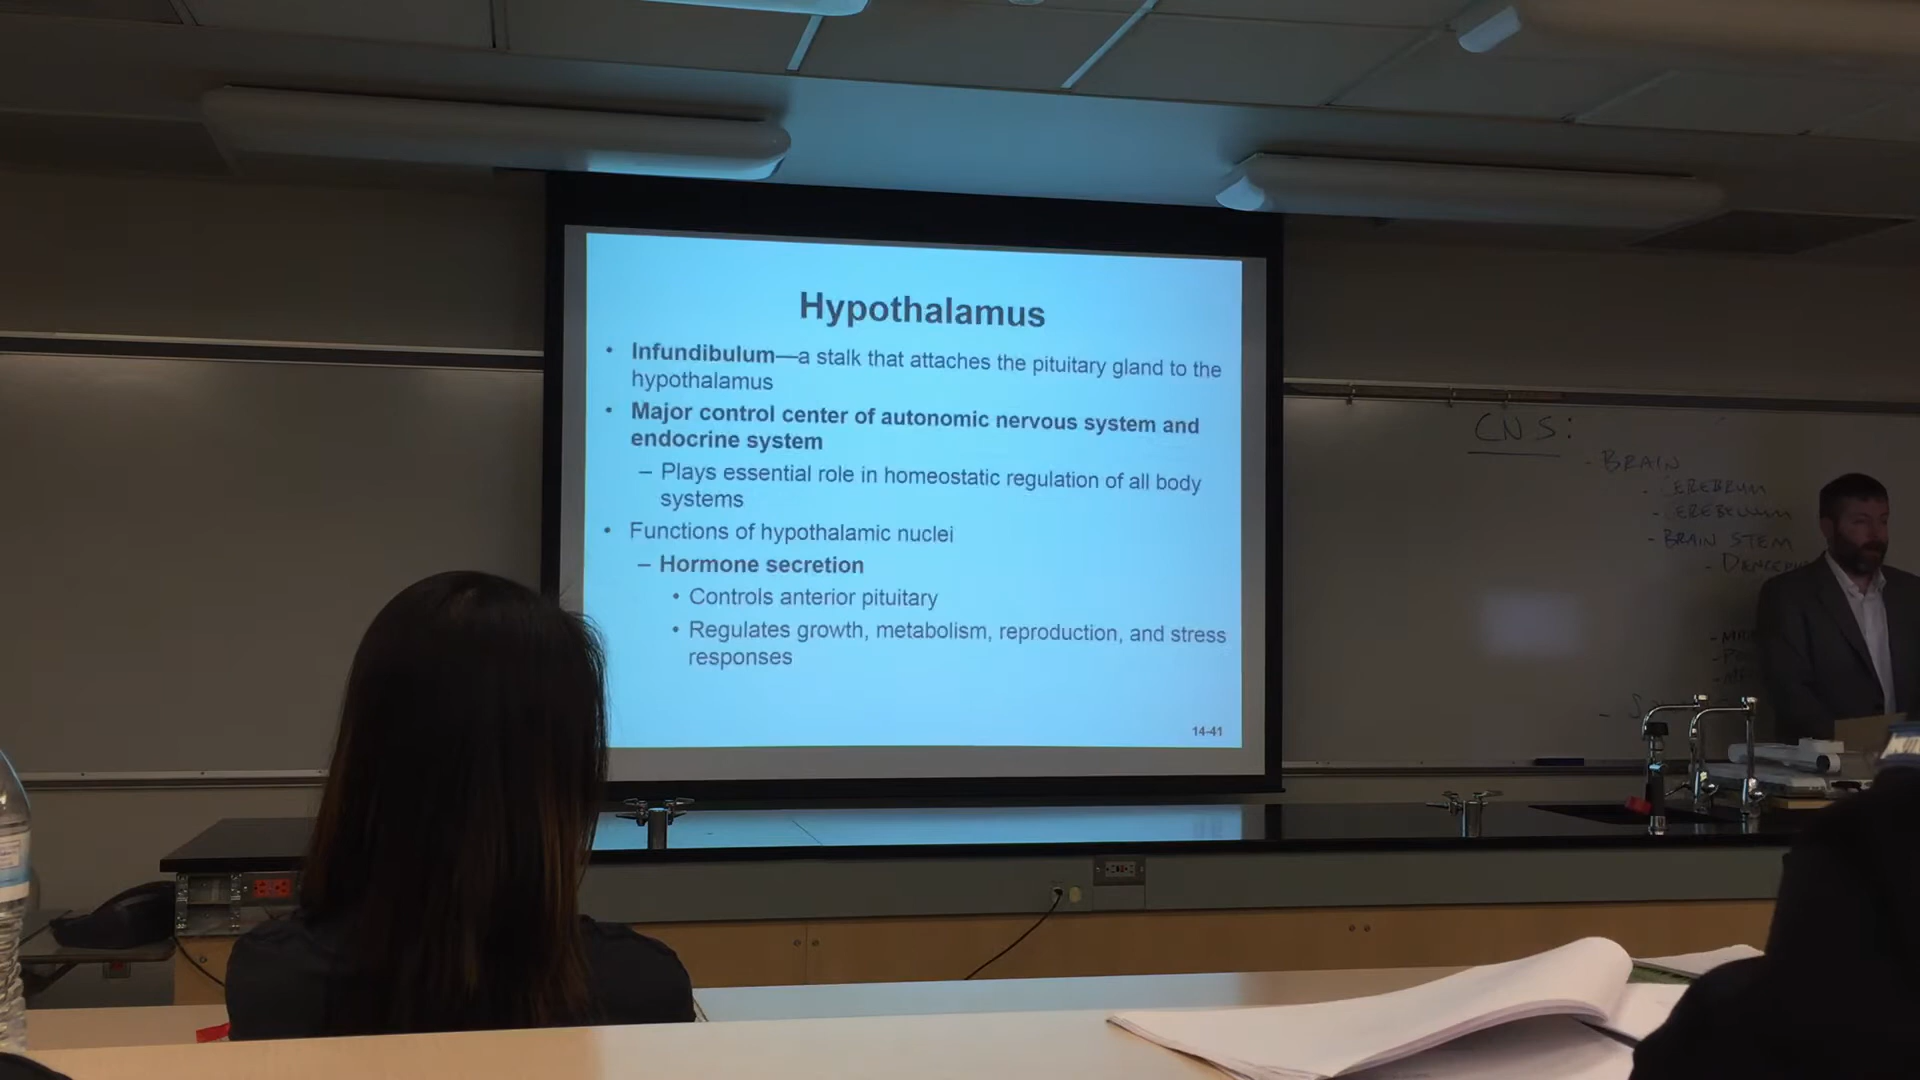 Hypothalamus
• Infundibulum—a stalk that attaches the pituitary gland to the
hypothalamus
• Major control center of autonomic nervous system and
endocrine system
– Plays essential role in homeostatic regulation of all body
systems
• Functions of hypothalamic nuclei
– Hormone secretion
• Controls anterior pituitary
• Regulates growth, metabolism, reproduction, and stress
responses
14-41
CNS:
- BRAIN
- CEREBRUM
- CEREBELLUM
- BRAIN STEM